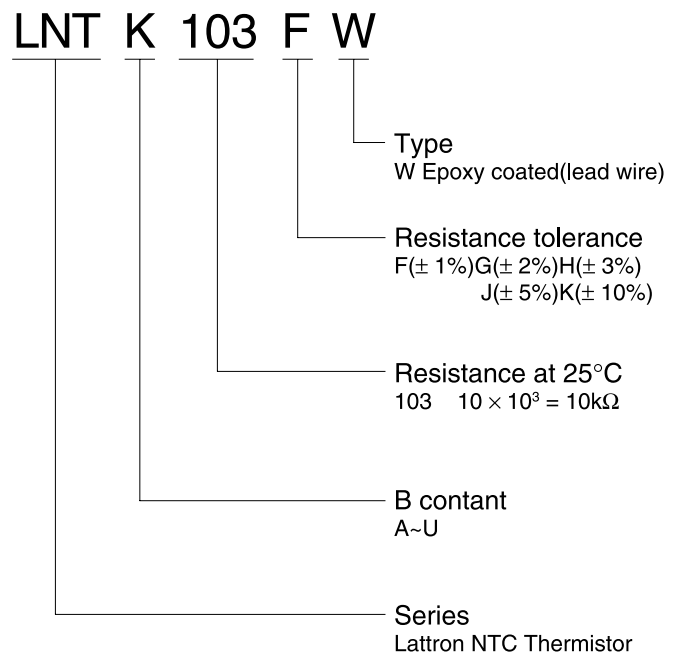 LNT K 103 F W
Type
W Epoxy coated(lead wire)
Resistance tolerance
F(± 1%)G(± 2%)H(± 3%)
J(± 5%)K(± 10%)
Resistance at 25°C
103 10 × 10³ = 10kΩ
B contant
A~U
Series
Lattron NTC Thermistor